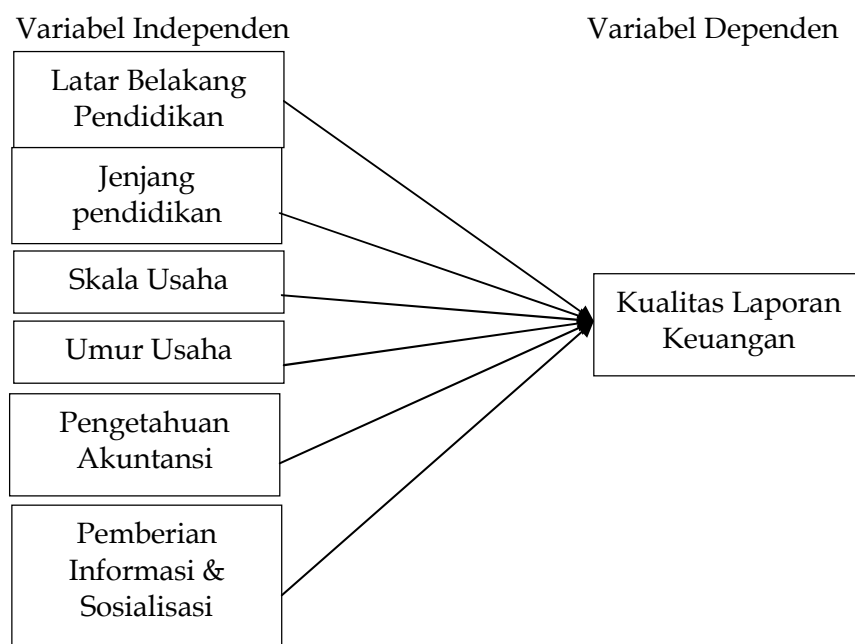 Variabel Independen
Variabel Dependen
Latar Belakang
Pendidikan
Jenjang
pendidikan
Skala Usaha
Umur Usaha
Pengetahuan
Akuntansi
Pemberian
Informasi &
Sosialisasi
Kualitas Laporan
Keuangan